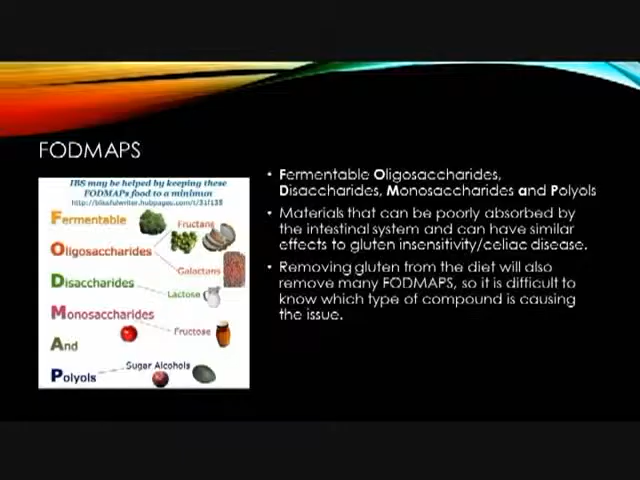 FODMAPS
IBS may be helped by keeping these
FODMAPs food to a minimun
Fermentable
Oligosaccharides
Fructans
Galactans
Disaccharides
Lactose
Monosaccharides
Fructose
And
Polyols
Sugar Alcohols
• Fermentable Oligosaccharides,
Disaccharides, Monosaccharides and Polyols
• Materials that can be poorly absorbed by
the intestinal system and can have similar
effects to gluten insensitivity/celiac disease.
• Removing gluten from the diet will also
remove many FODMAPS, so it is difficult to
know which type of compound is causing
the issue.